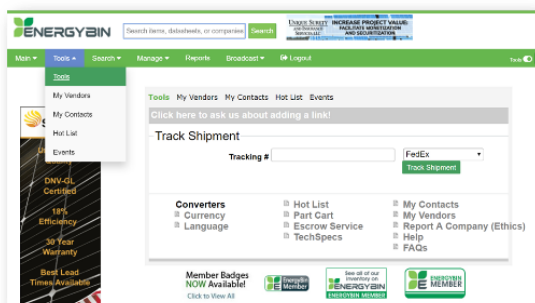 ENERGYBIN
Search items, datasheets, or companies
Search
UNIQUE SURETY
SERVICES, LLC
INCREASE PROJECT VALUE:
FACILITATE MONETIZATION
AND SECURITIZATION
Main Tools Search Manage Reports Broadcast Logout
Tools
Tools
My Vendors
My Contacts
Hot List
Events
Tools My Vendors My Contacts Hot List Events
Click here to ask us about adding a link!
Track Shipment
Tracking #
FedEx
Track Shipment
DNV-GL
Certified
18%
Efficiency
30 Year
Warranty
Best Lead
Times Available
Converters
Currency
Language
Hot List
Part Cart
Escrow Service
TechSpecs
My Contacts
My Vendors
Report A Company (Ethics)
Help
FAQs
Member Badges
NOW Available!
Click to View All
EnergyBin
Member
See all of our
inventory on
ENERGYBIN
ENERGYBIN MEMBER
ENERGYBIN
MEMBER